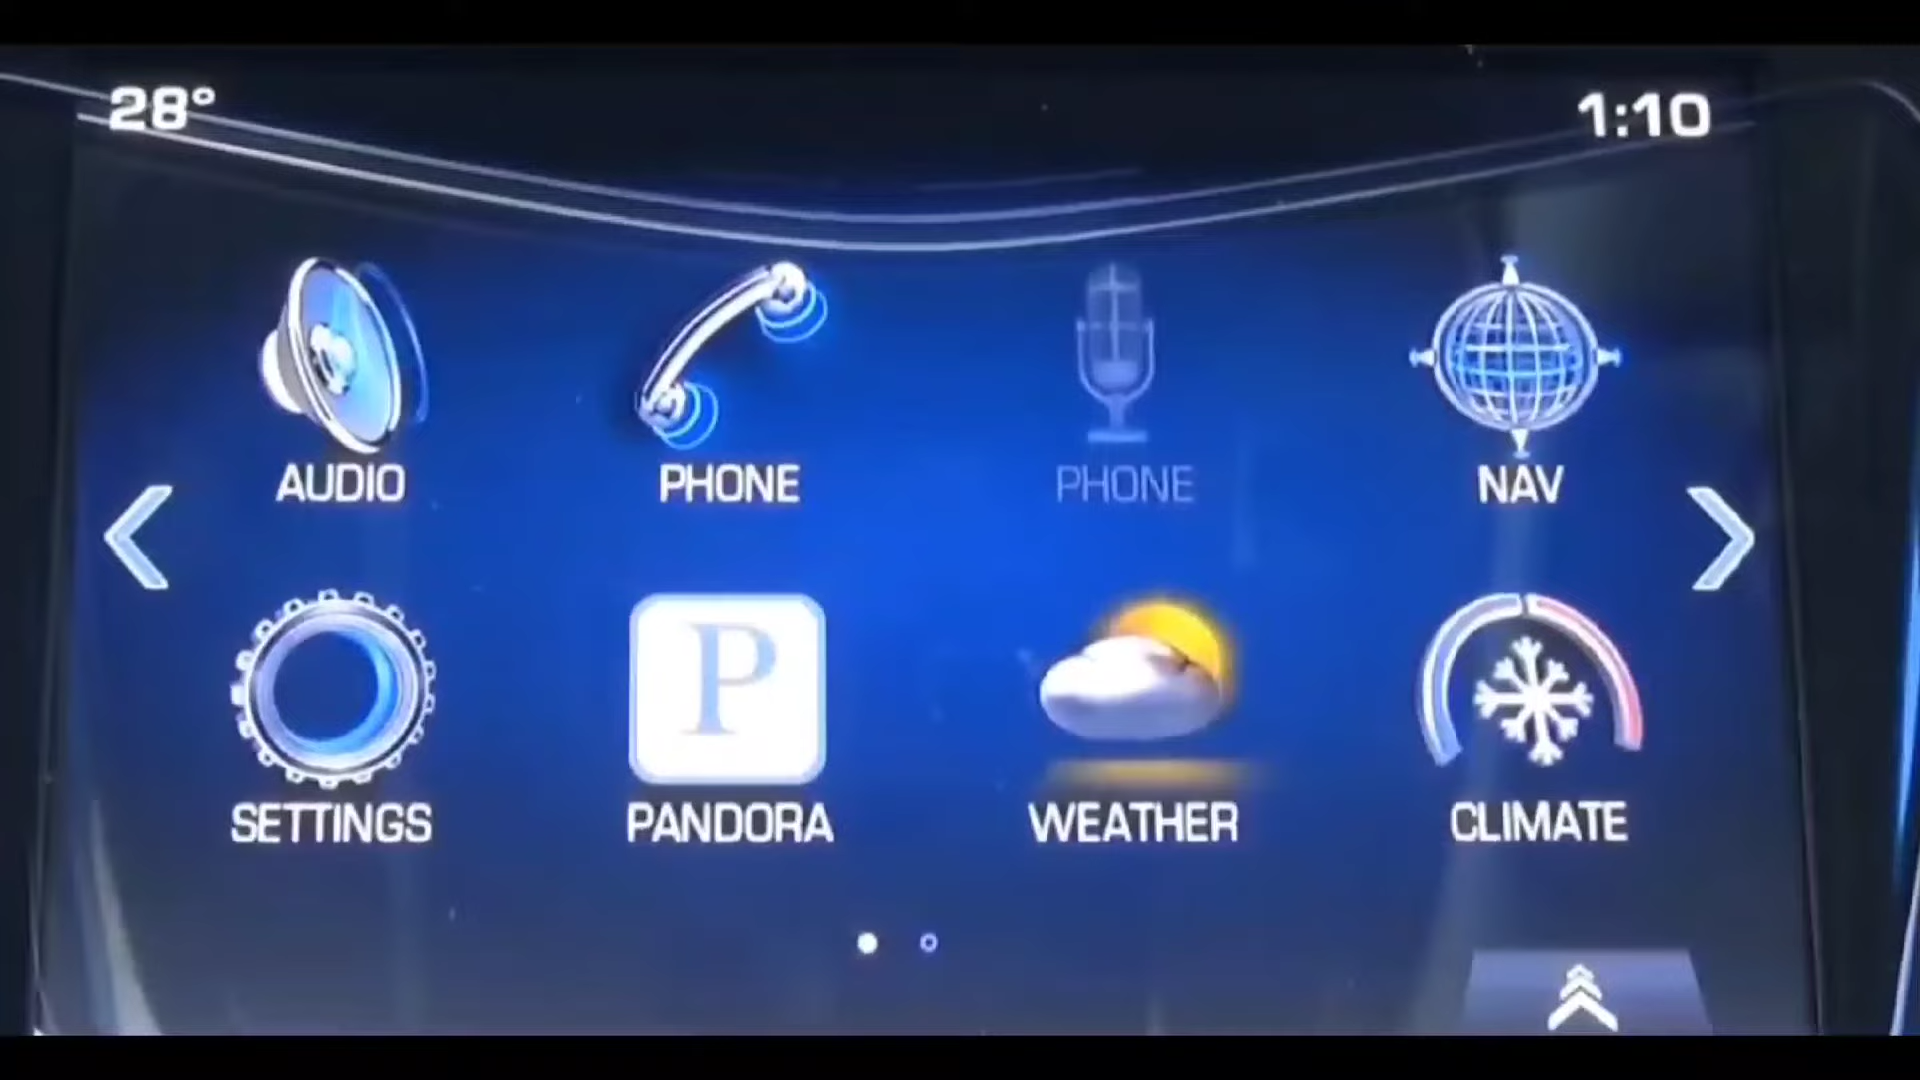 28°
1:10
AUDIO
PHONE
PHONE
NAV
P
SETTINGS
PANDORA
WEATHER
CLIMATE